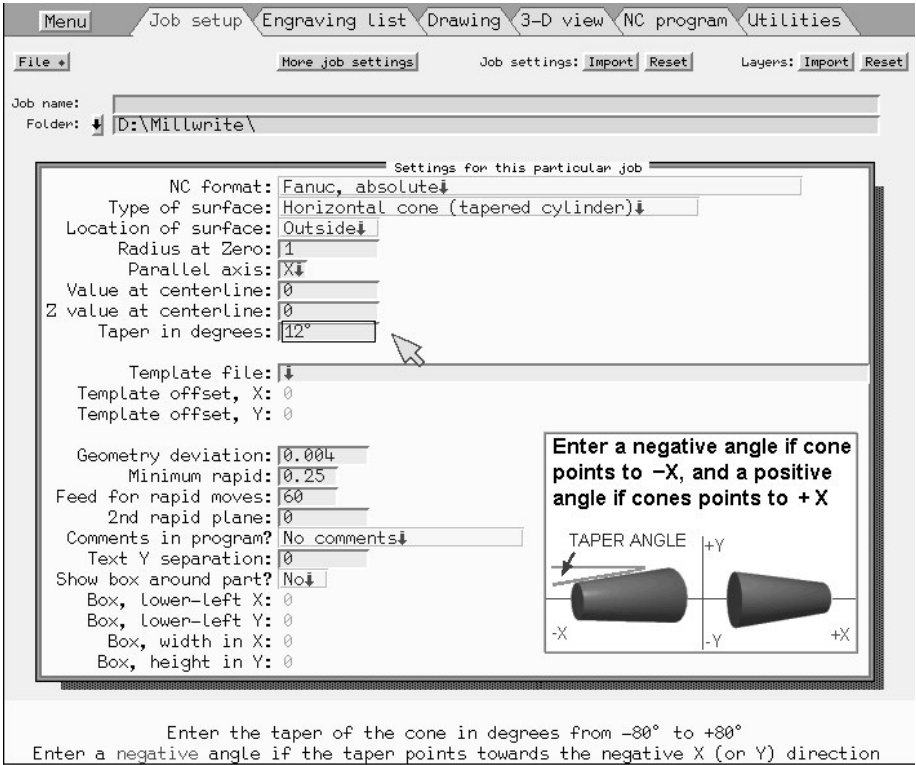 Menu Job setup Engraving list Drawing 3-D view NC program Utilities
File More job settings Job settings: Import Reset Layers: Import Reset
Job name:
Folder: D:\Millwrite\
Settings for this particular job
NC format: Fanuc, absolute
Type of surface: Horizontal cone (tapered cylinder)
Location of surface: Outside
Radius at Zero: 1
Parallel axis: X
Value at centerline: 0
Z value at centerline: 0
Taper in degrees: 12°
Template file:
Template offset, X: 0
Template offset, Y: 0
Geometry deviation: 0.004
Minimum rapid: 0.25
Feed for rapid moves: 60
2nd rapid plane: 0
Comments in program? No comments
Text Y separation: 0
Show box around part? No
Box, lower-left X: 0
Box, lower-left Y: 0
Box, width in X: 0
Box, height in Y: 0
Enter a negative angle if cone
points to −X, and a positive
angle if cones points to + X
TAPER ANGLE +Y
-X -Y +X
Enter the taper of the cone in degrees from -80° to +80°
Enter a negative angle if the taper points towards the negative X (or Y) direction